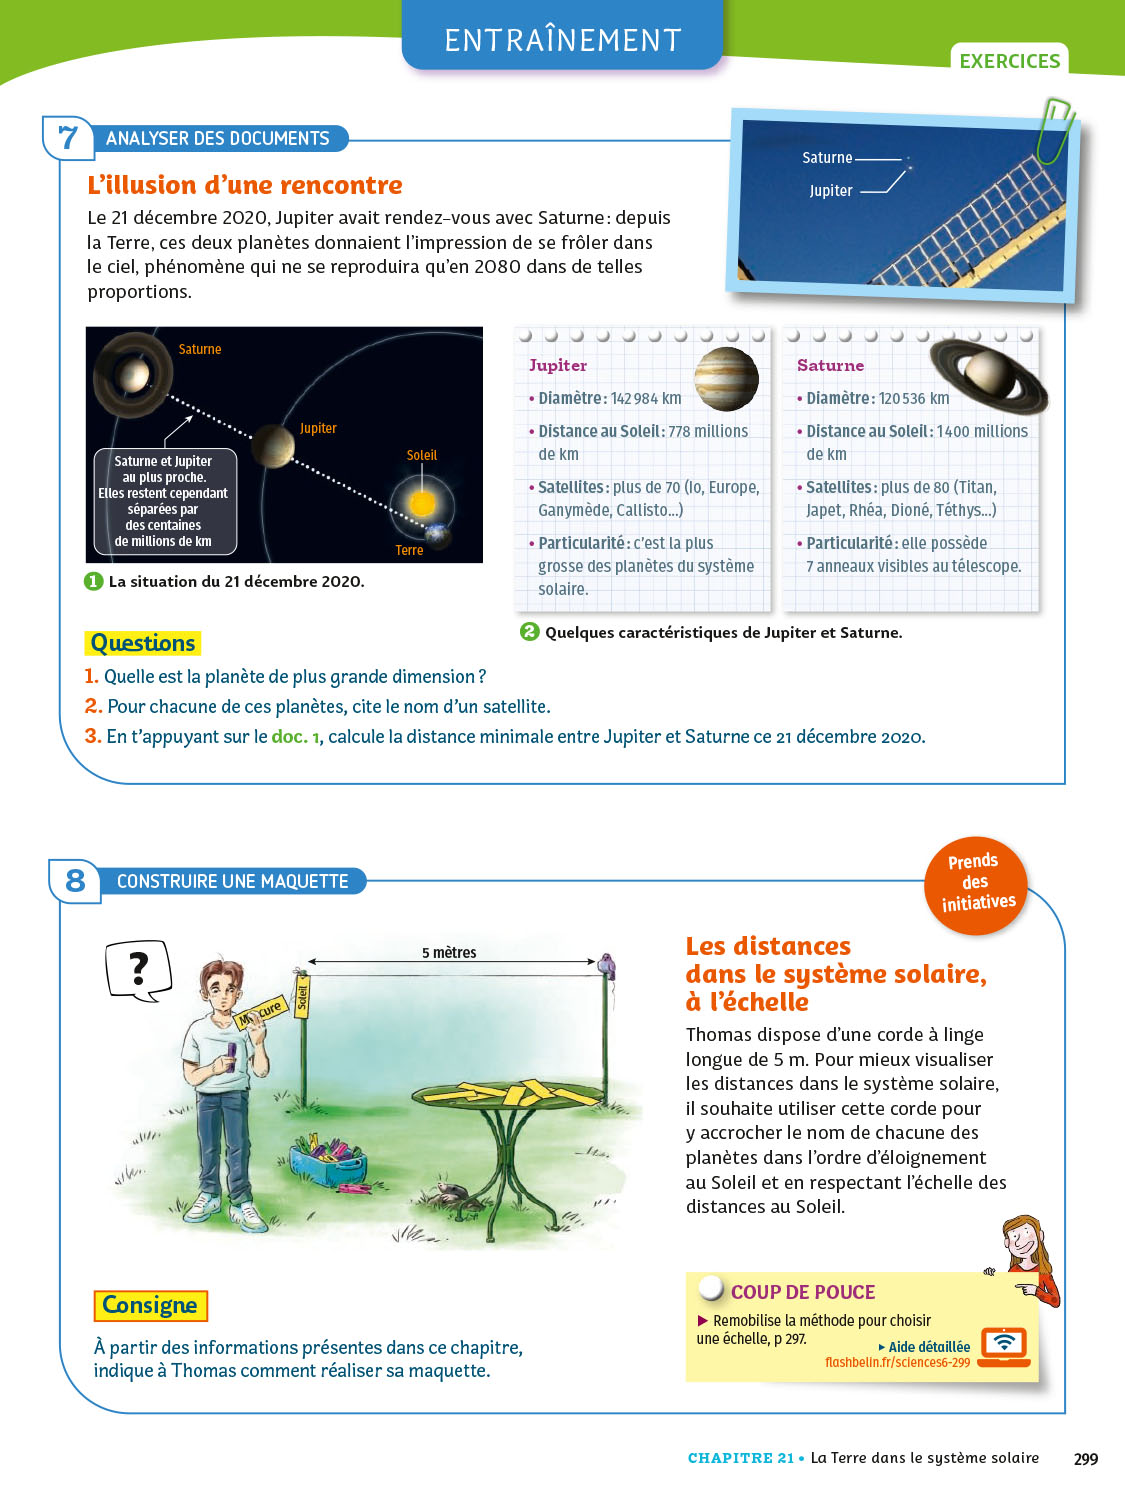 ENTRAÎNEMENT
EXERCICES
7
ANALYSER DES DOCUMENTS
L'illusion d'une rencontre
Le 21 décembre 2020, Jupiter avait rendez-vous avec Saturne : depuis
la Terre, ces deux planètes donnaient l'impression de se frôler dans
le ciel, phénomène qui ne se reproduira qu'en 2080 dans de telles
proportions.
Saturne
Jupiter
Saturne
Jupiter
Soleil
Terre
Saturne et Jupiter
au plus proche.
Elles restent cependant
séparées par
des centaines
de millions de km
1 La situation du 21 décembre 2020.
Jupiter
• Diamètre : 142 984 km
• Distance au Soleil : 778 millions
de km
• Satellites : plus de 70 (Io, Europe,
Ganymède, Callisto...)
• Particularité : c'est la plus
grosse des planètes du système
solaire.
Saturne
• Diamètre : 120 536 km
• Distance au Soleil : 1 400 millions
de km
• Satellites : plus de 80 (Titan,
Japet, Rhéa, Dioné, Téthys...)
• Particularité : elle possède
7 anneaux visibles au télescope.
2 Quelques caractéristiques de Jupiter et Saturne.
Questions
1. Quelle est la planète de plus grande dimension ?
2. Pour chacune de ces planètes, cite le nom d'un satellite.
3. En t'appuyant sur le doc. 1, calcule la distance minimale entre Jupiter et Saturne ce 21 décembre 2020.
8
CONSTRUIRE UNE MAQUETTE
Prends
des
initiatives
?
5 mètres
Soleil
Mercure
Les distances
dans le système solaire,
à l'échelle
Thomas dispose d'une corde à linge
longue de 5 m. Pour mieux visualiser
les distances dans le système solaire,
il souhaite utiliser cette corde pour
y accrocher le nom de chacune des
planètes dans l'ordre d'éloignement
au Soleil et en respectant l'échelle des
distances au Soleil.
Consigne
À partir des informations présentes dans ce chapitre,
indique à Thomas comment réaliser sa maquette.
COUP DE POUCE
▶ Remobilise la méthode pour choisir
une échelle, p 297.
▶ Aide détaillée
flashbelin.fr/sciences6-299
CHAPITRE 21 • La Terre dans le système solaire
299